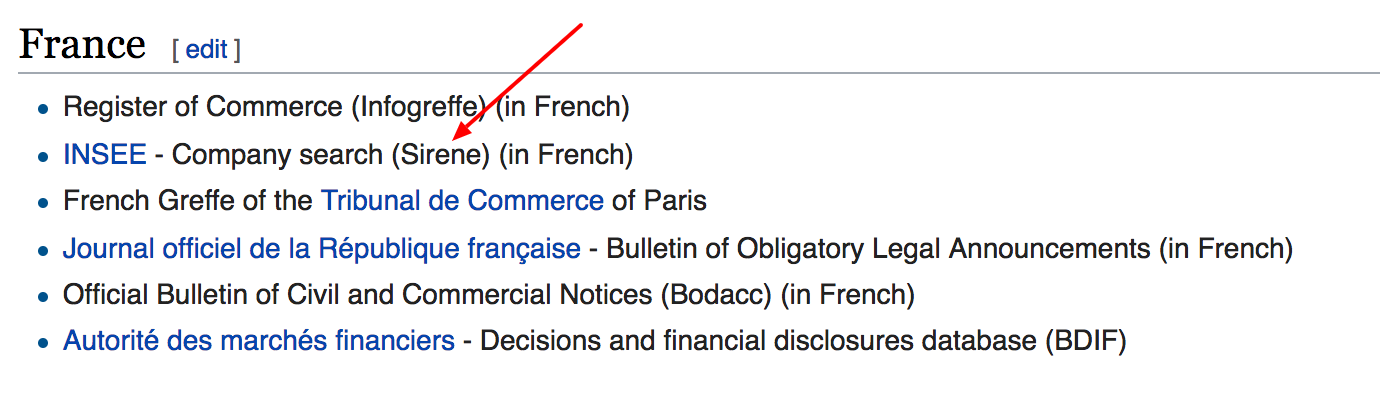 France [ edit ]
Register of Commerce (Infogreffe) (in French)
INSEE - Company search (Sirene) (in French)
French Greffe of the Tribunal de Commerce of Paris
Journal officiel de la République française - Bulletin of Obligatory Legal Announcements (in French)
Official Bulletin of Civil and Commercial Notices (Bodacc) (in French)
Autorité des marchés financiers - Decisions and financial disclosures database (BDIF)